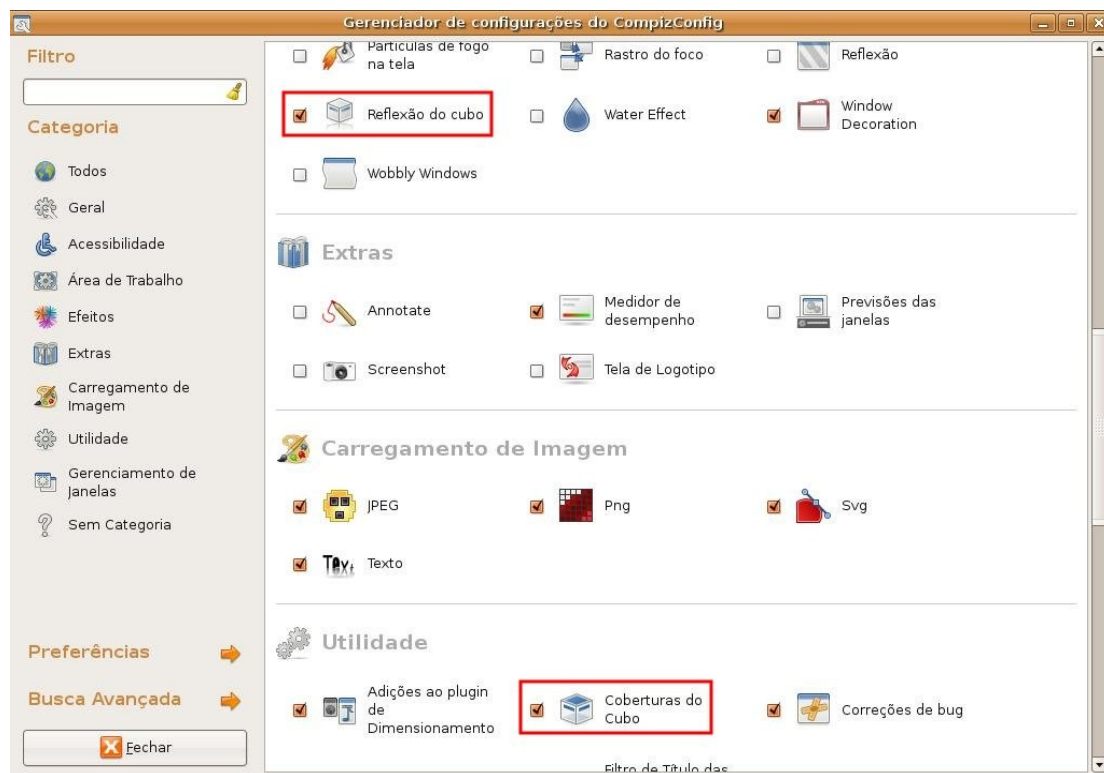 Gerenciador de configurações do CompizConfig
Filtro
Categoria
Todos
Geral
Acessibilidade
Área de Trabalho
Efeitos
Extras
Carregamento de
Imagem
Utilidade
Gerenciamento de
Janelas
Sem Categoria
Preferências
Busca Avançada
Fechar
Partículas de fogo
na tela
Rastro do foco
Reflexão
Reflexão do cubo
Water Effect
Window
Decoration
Wobbly Windows
Extras
Annotate
Medidor de
desempenho
Previsões das
janelas
Screenshot
Tela de Logotipo
Carregamento de Imagem
JPEG
Png
Svg
Texto
Utilidade
Adições ao plugin
de
Dimensionamento
Coberturas do
Cubo
Correções de bug
Filtro de Título das